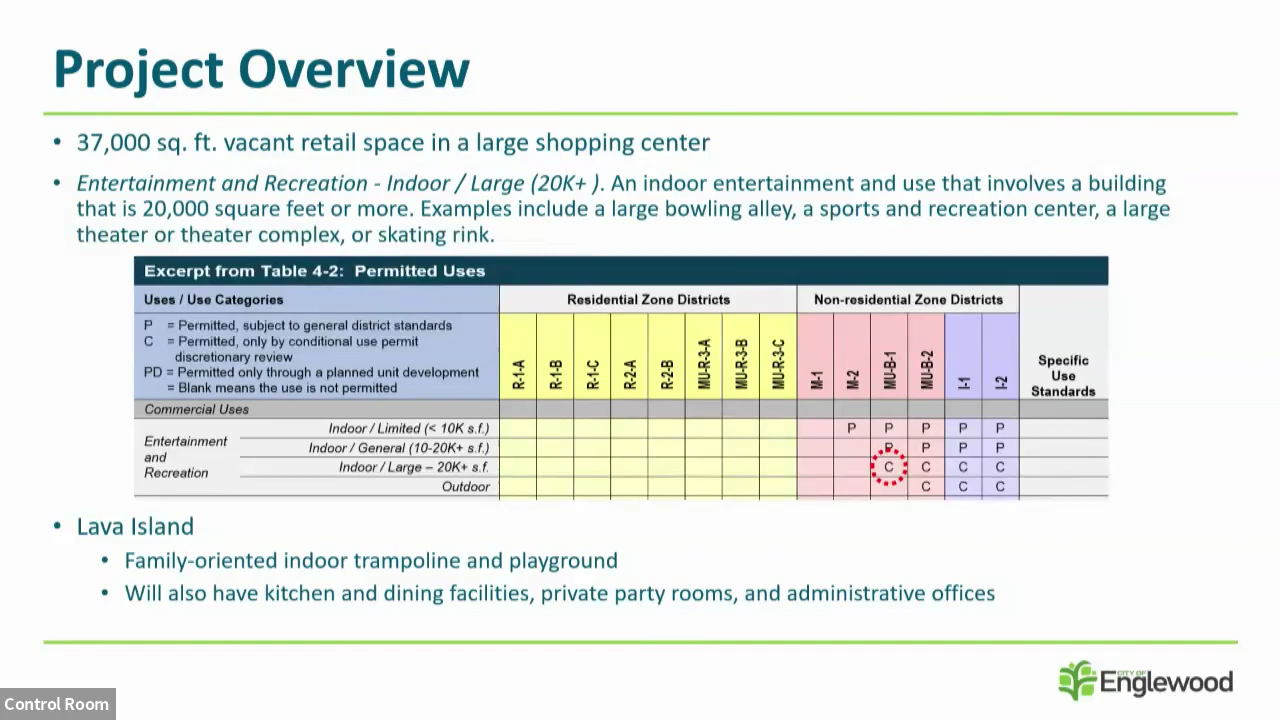 Project Overview
• 37,000 sq. ft. vacant retail space in a large shopping center
• Entertainment and Recreation - Indoor / Large (20K+ ). An indoor entertainment and use that involves a building
that is 20,000 square feet or more. Examples include a large bowling alley, a sports and recreation center, a large
theater or theater complex, or skating rink.
Excerpt from Table 4-2: Permitted Uses
Uses / Use Categories Residential Zone Districts Non-residential Zone Districts
P = Permitted, subject to general district standards
C = Permitted, only by conditional use permit
discretionary review
PD = Permitted only through a planned unit development
= Blank means the use is not permitted
R-1-A R-1-B R-1-C R-2-A R-2-B MU-R-3-A MU-R-3-B MU-R-3-C M-1 M-2 MU-B-1 MU-B-2 I-1 I-2
Specific
Use
Standards
Commercial Uses
Entertainment
and
Recreation
Indoor / Limited (< 10K s.f.) P P P P P
Indoor / General (10-20K+ s.f.) P P P P
Indoor / Large – 20K+ s.f. C C C C
Outdoor C C C
• Lava Island
• Family-oriented indoor trampoline and playground
• Will also have kitchen and dining facilities, private party rooms, and administrative offices
CITY OF
Englewood
Control Room